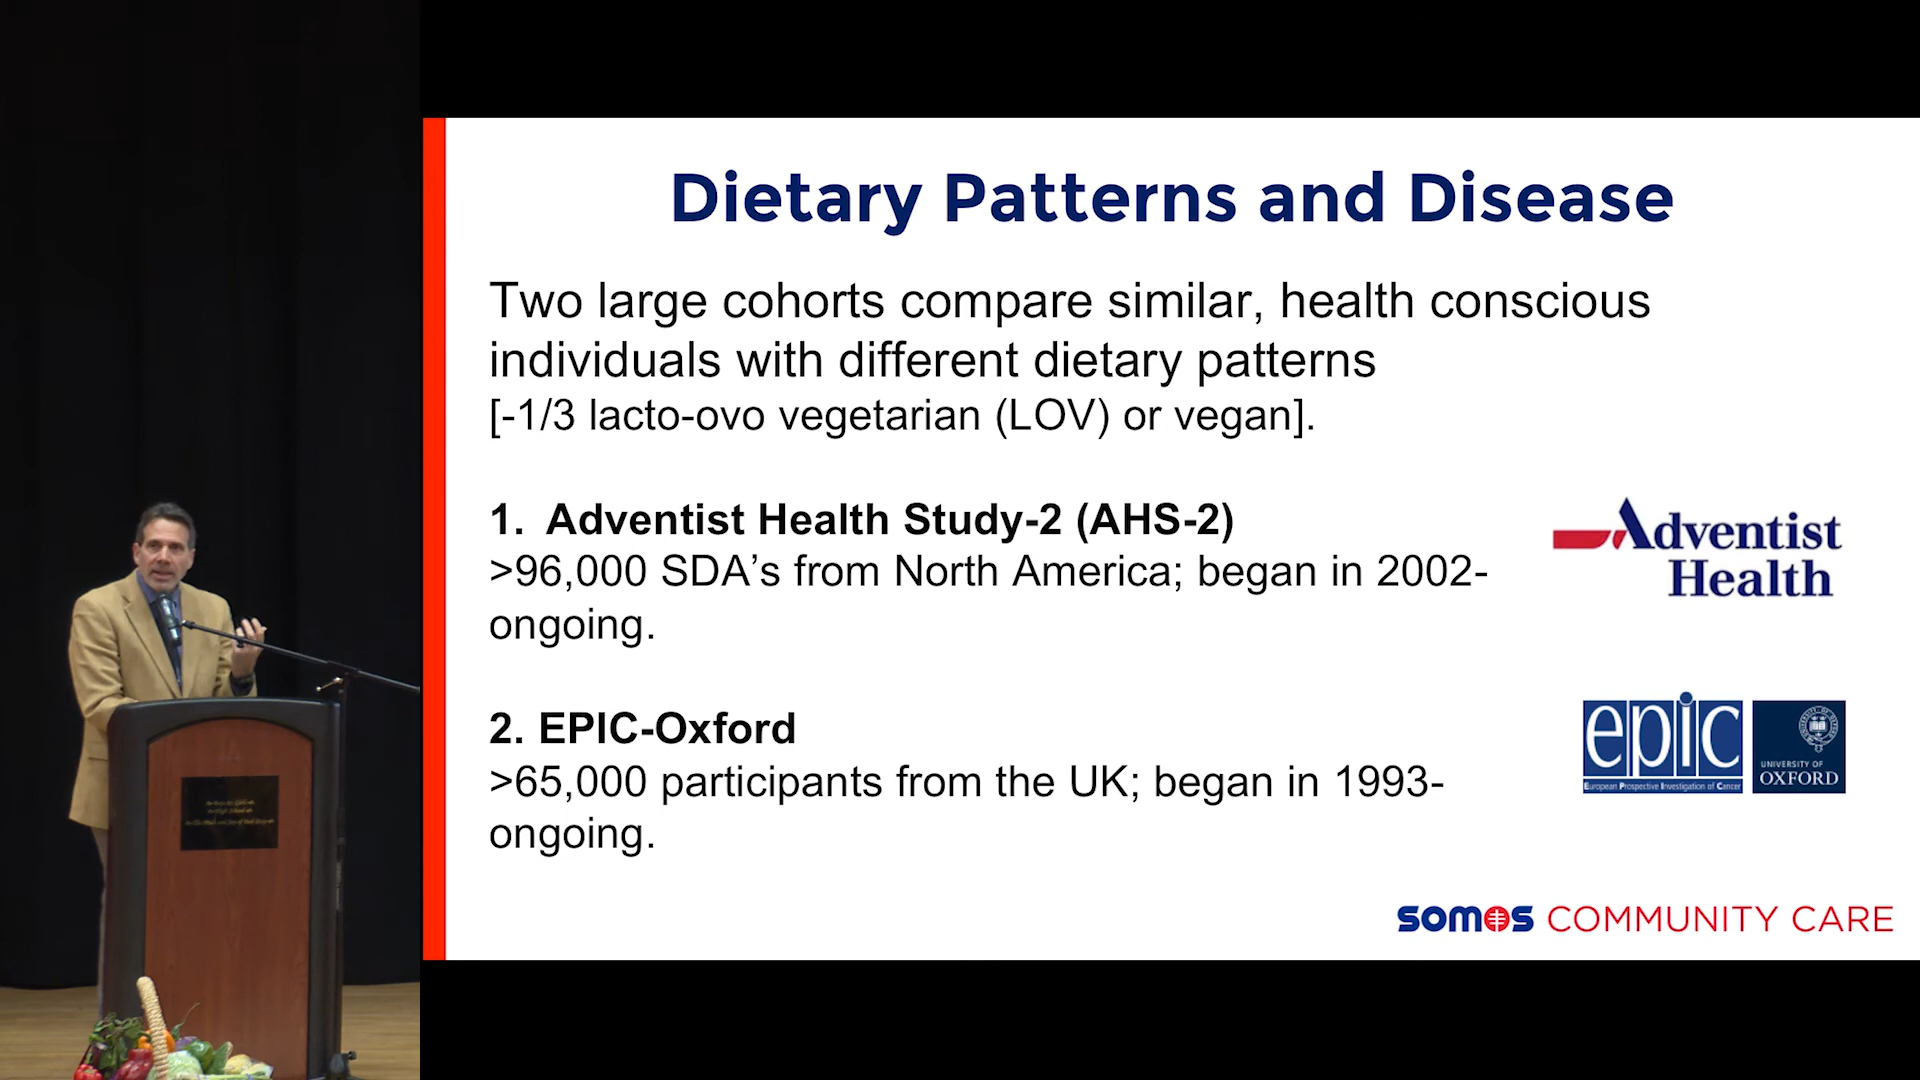 Dietary Patterns and Disease
Two large cohorts compare similar, health conscious
individuals with different dietary patterns
[-1/3 lacto-ovo vegetarian (LOV) or vegan].
1. Adventist Health Study-2 (AHS-2)
>96,000 SDA’s from North America; began in 2002-
ongoing.
Adventist
Health
2. EPIC-Oxford
>65,000 participants from the UK; began in 1993-
ongoing.
epic
European Prospective Investigation of Cancer
UNIVERSITY OF
OXFORD
SOMOS COMMUNITY CARE